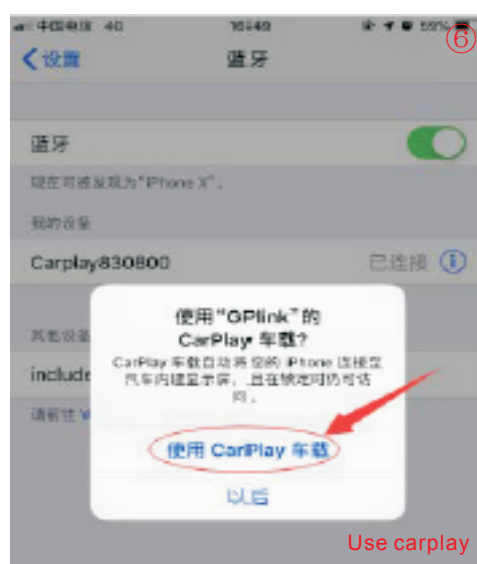 中国电信 4G 16:49 59%
⑥
设置 蓝牙
蓝牙
现在可被发现为"iPhone X"。
我的设备
Carplay830800 已连接
其他设备
使用"GPlink"的
CarPlay 车载?
CarPlay 车载自动将您的 iPhone 连接至
汽车内建显示屏，且在锁定时仍可访
问。
include
请前往
使用 CarPlay 车载
以后
Use carplay